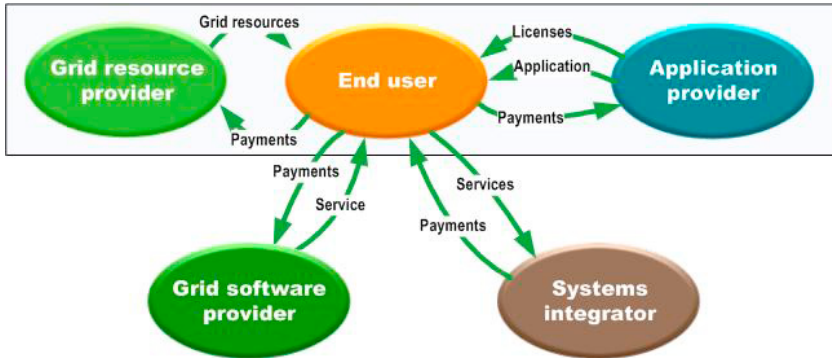 Grid resources
Licenses
Grid resource
provider
End user
Application
Application
provider
Payments
Payments
Payments
Services
Service
Payments
Grid software
provider
Systems
integrator